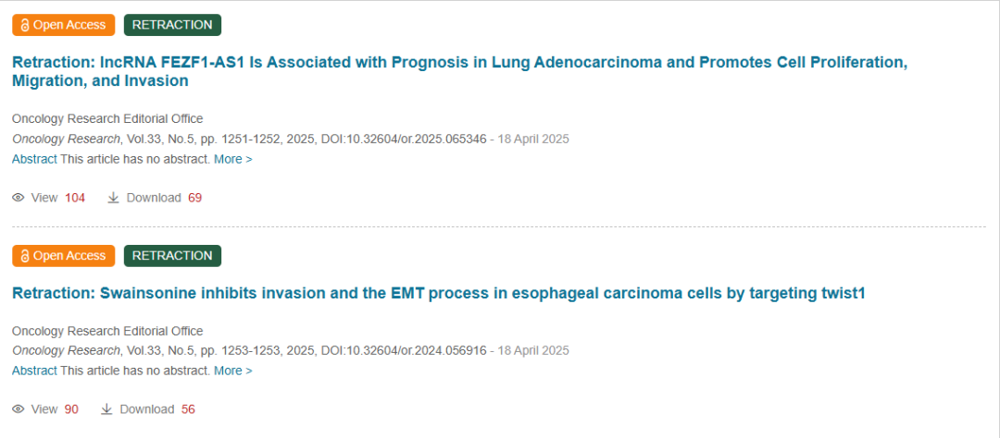 Open Access RETRACTION
Retraction: lncRNA FEZF1-AS1 Is Associated with Prognosis in Lung Adenocarcinoma and Promotes Cell Proliferation,
Migration, and Invasion
Oncology Research Editorial Office
Oncology Research, Vol.33, No.5, pp. 1251-1252, 2025, DOI:10.32604/or.2025.065346 - 18 April 2025
Abstract This article has no abstract. More >
View 104 Download 69
Open Access RETRACTION
Retraction: Swainsonine inhibits invasion and the EMT process in esophageal carcinoma cells by targeting twist1
Oncology Research Editorial Office
Oncology Research, Vol.33, No.5, pp. 1253-1253, 2025, DOI:10.32604/or.2024.056916 - 18 April 2025
Abstract This article has no abstract. More >
View 90 Download 56